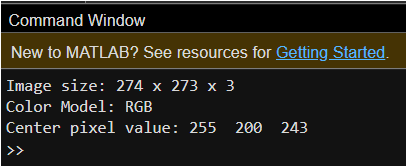 Command Window
New to MATLAB? See resources for Getting Started.
Image size: 274 x 273 x 3
Color Model: RGB
Center pixel value: 255  200  243
>>